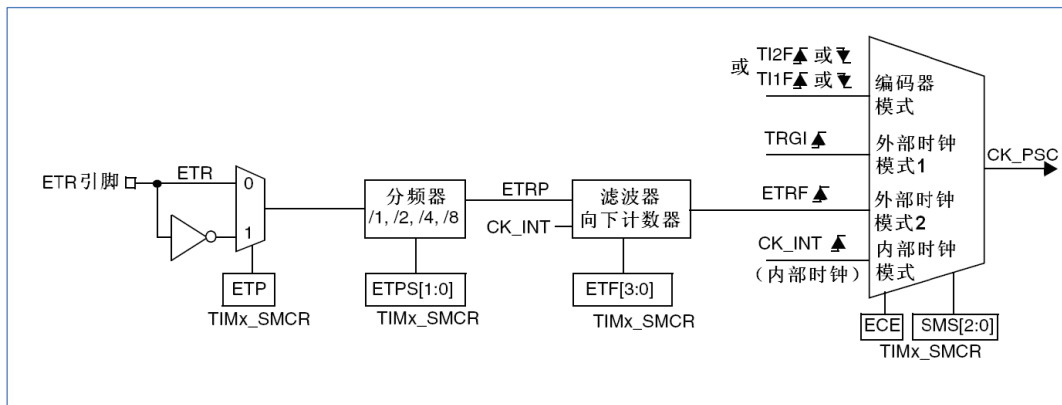 ETR引脚
ETR
0
1
ETP
TIMx_SMCR
分频器
/1, /2, /4, /8
ETPS[1:0]
TIMx_SMCR
ETRP
CK_INT
滤波器
向下计数器
ETF[3:0]
TIMx_SMCR
或
TI2F 或
TI1F 或
编码器
模式
TRGI
外部时钟
模式1
ETRF
外部时钟
模式2
CK_INT
(内部时钟)
内部时钟
模式
CK_PSC
ECE
SMS[2:0]
TIMx_SMCR